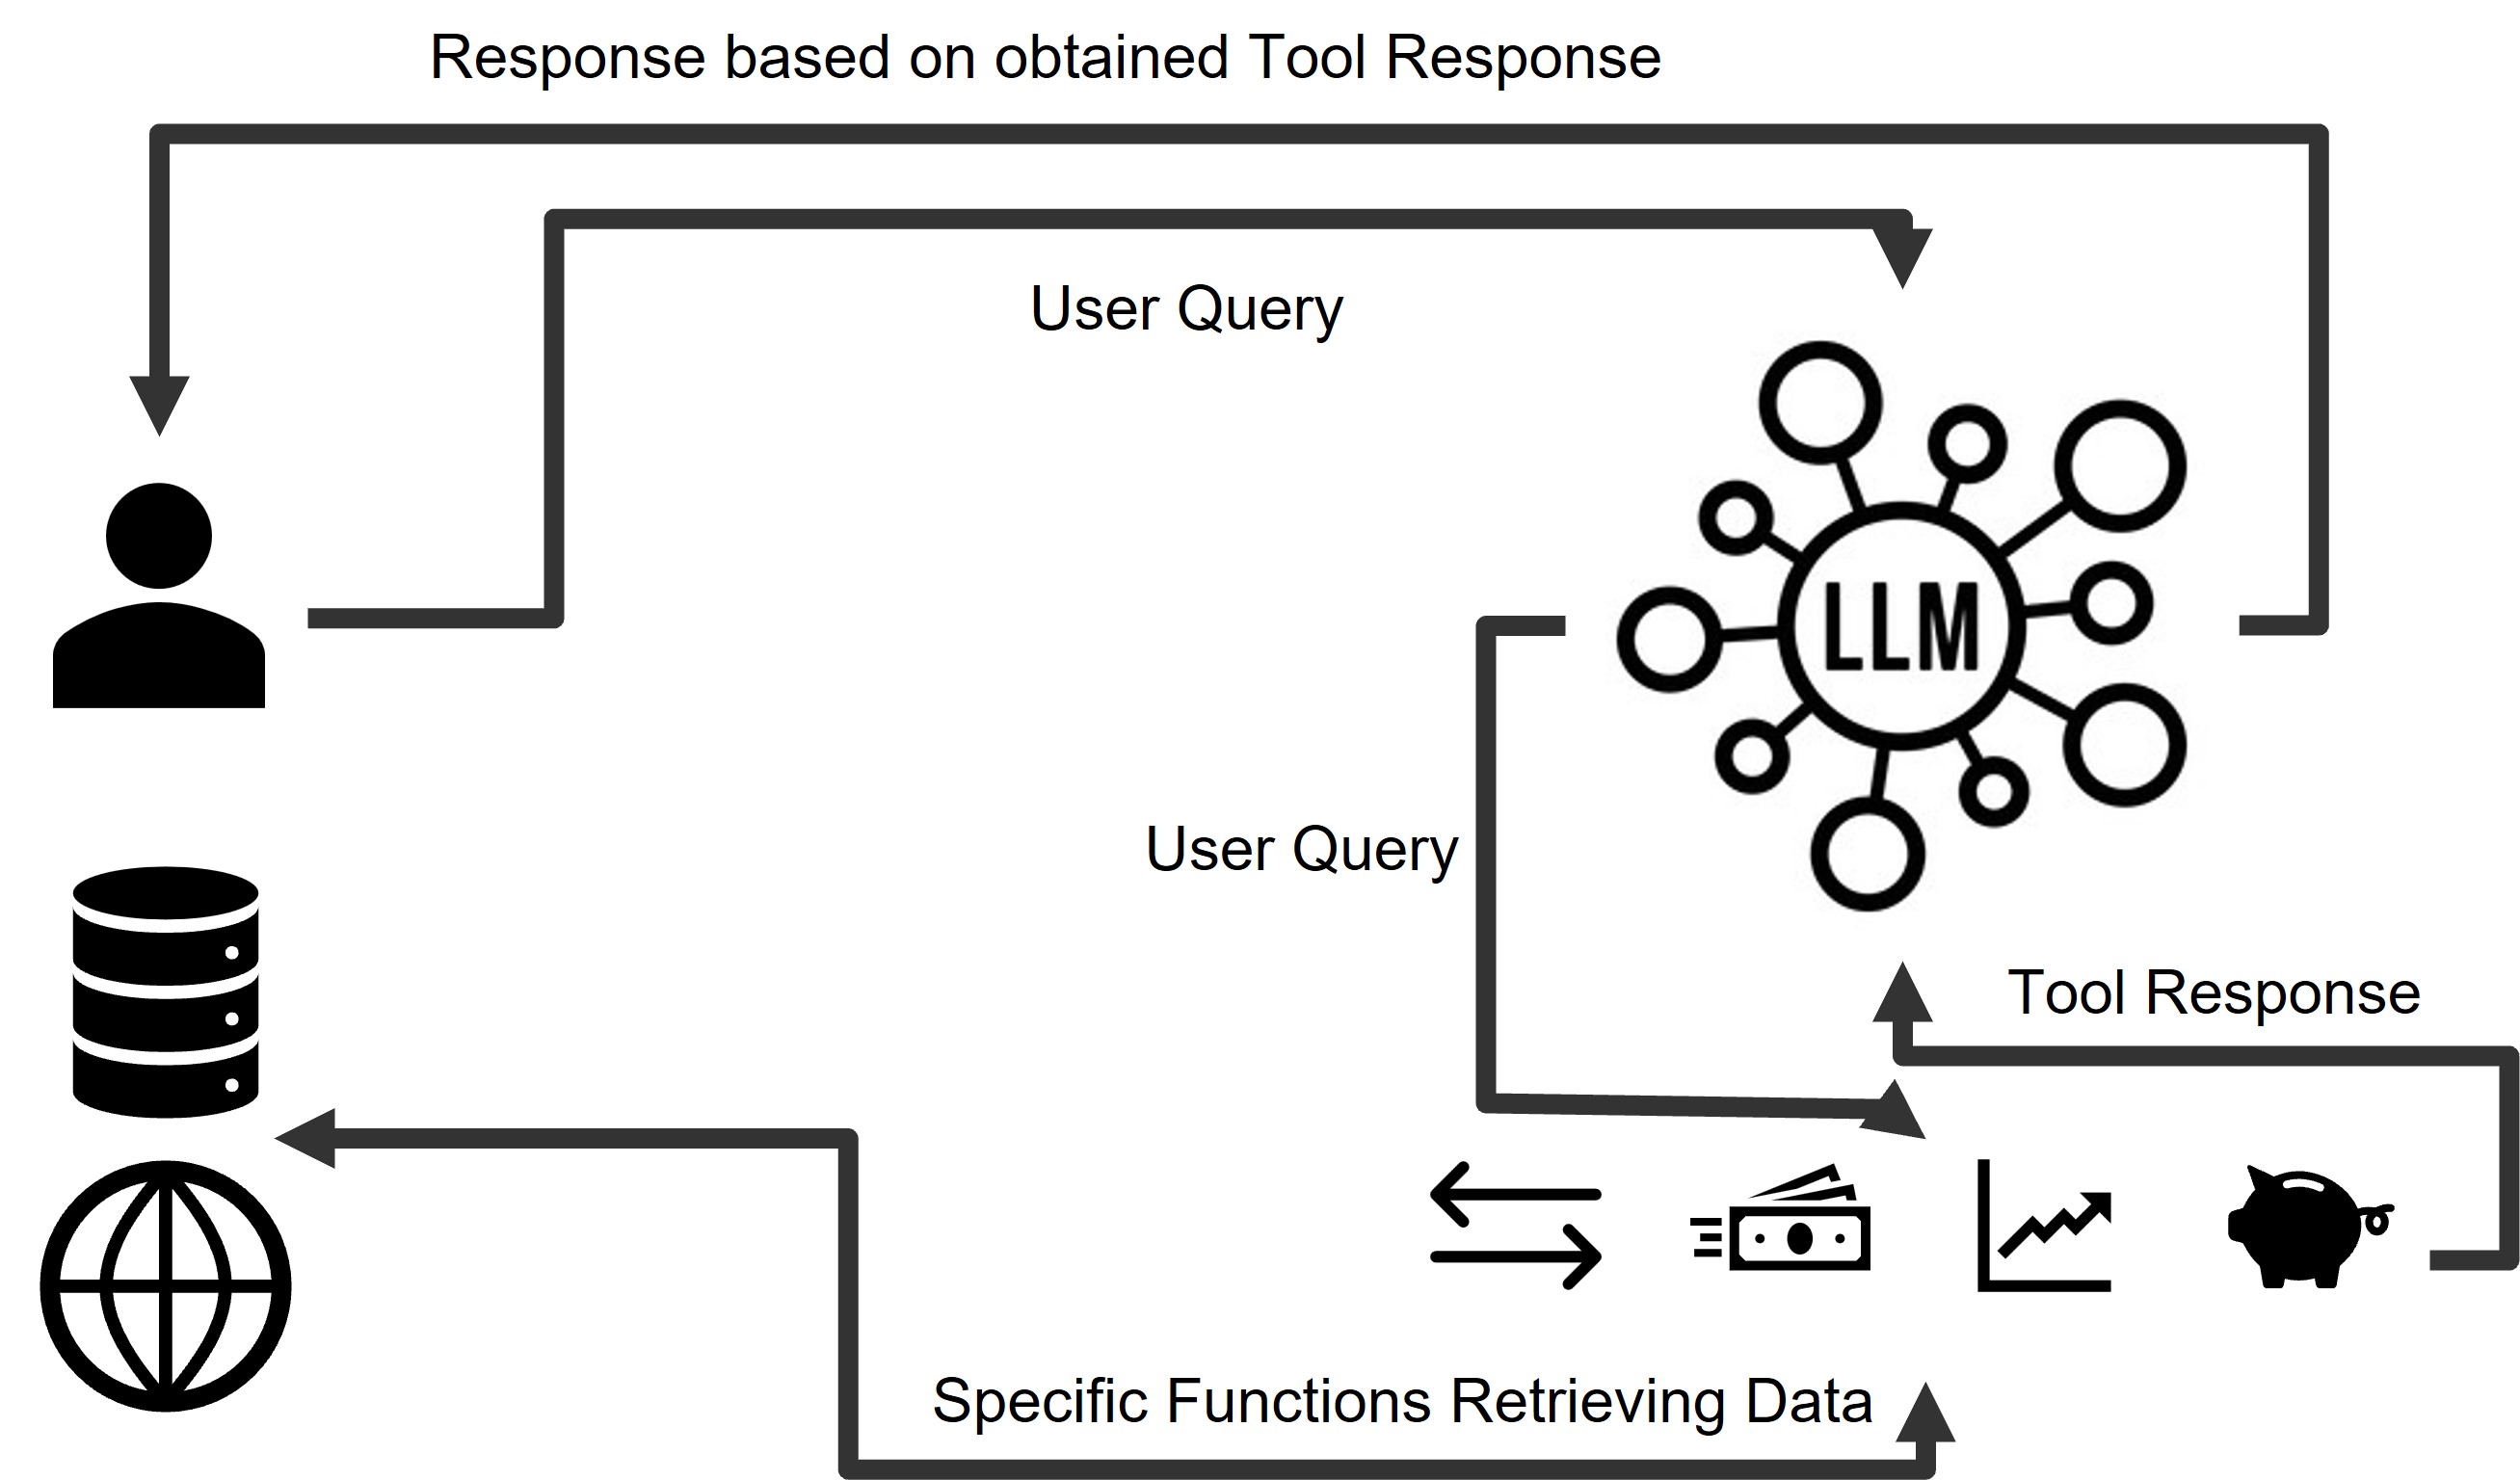 Response based on obtained Tool Response
User Query
LLM
User Query
Tool Response
Specific Functions Retrieving Data